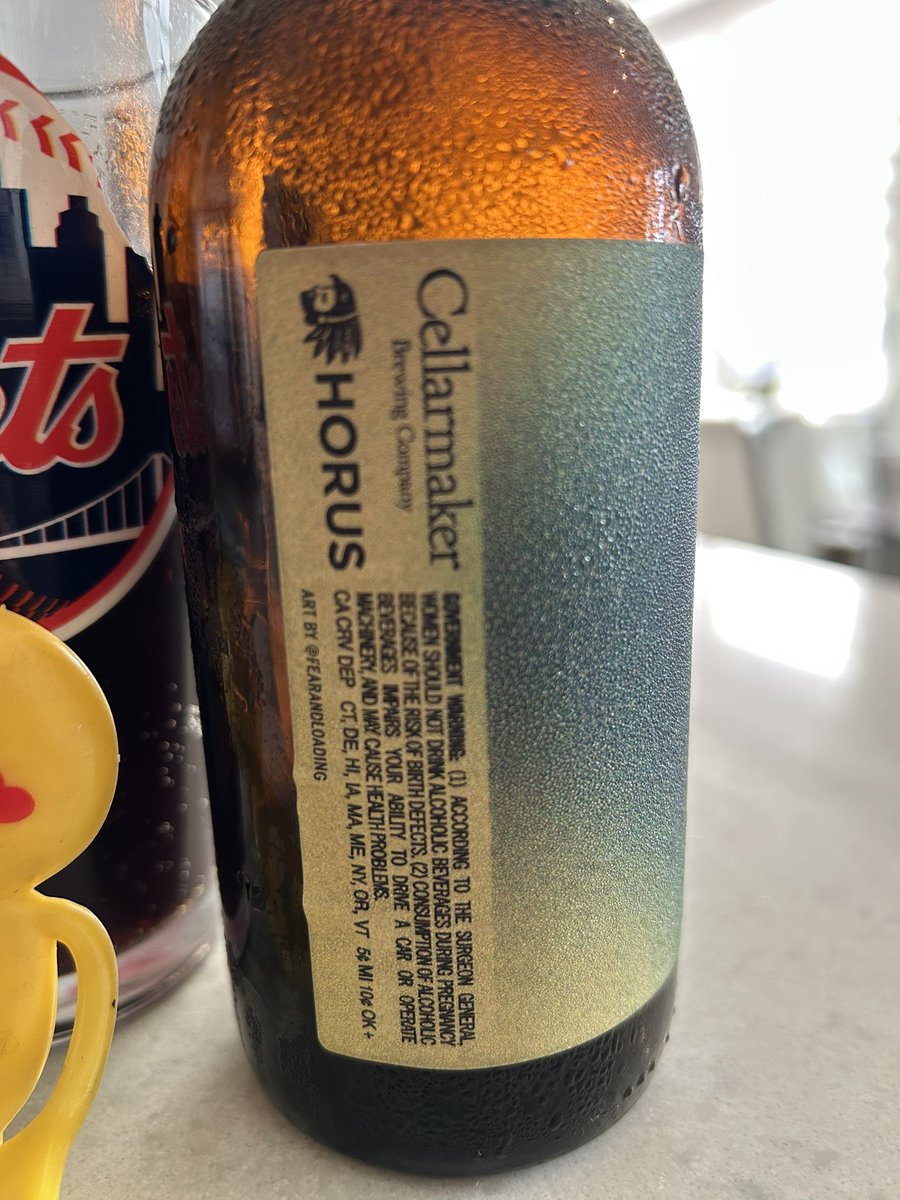 ts
Cellarmaker
Brewing Company
HORUS
GOVERNMENT WARNING: (1) ACCORDING TO THE SURGEON GENERAL,
WOMEN SHOULD NOT DRINK ALCOHOLIC BEVERAGES DURING PREGNANCY
BECAUSE OF THE RISK OF BIRTH DEFECTS. (2) CONSUMPTION OF ALCOHOLIC
BEVERAGES IMPAIRS YOUR ABILITY TO DRIVE A CAR OR OPERATE
MACHINERY, AND MAY CAUSE HEALTH PROBLEMS.
CA CRV DEP CT, DE, HI, IA, MA, ME, NY, OR, VT 5¢ MI 10¢ OK +
ART BY @FEARANDLOADING